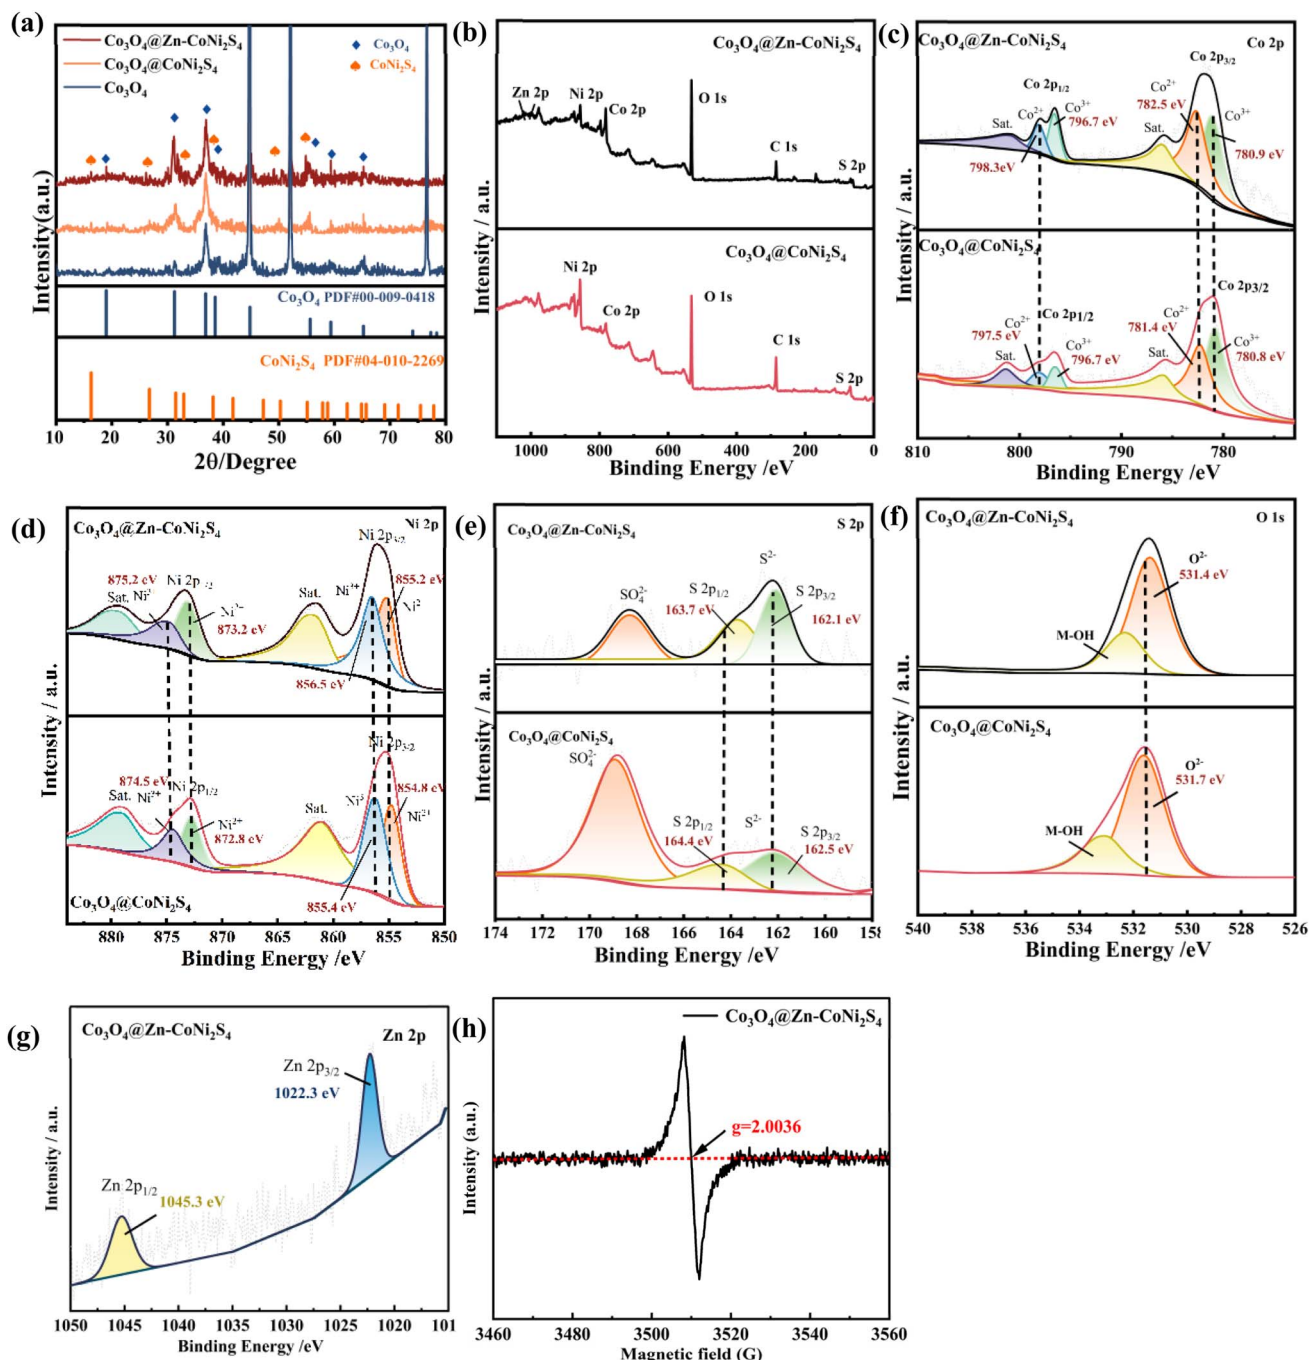 (a)
Co₃O₄@Zn-CoNi₂S₄
Co₃O₄@CoNi₂S₄
Co₃O₄
Co₃O₄
CoNi₂S₄
Co₃O₄ PDF#00-009-0418
CoNi₂S₄ PDF#04-010-2269
Intensity(a.u.)
10 20 30 40 50 60 70 80
2θ/Degree
(b)
Co₃O₄@Zn-CoNi₂S₄
Zn 2p
Ni 2p
Co 2p
O 1s
C 1s
S 2p
Co₃O₄@CoNi₂S₄
Ni 2p
Co 2p
O 1s
C 1s
S 2p
Intensity / a.u.
1000 800 600 400 200 0
Binding Energy /eV
(c)
Co₃O₄@Zn-CoNi₂S₄
Co 2p
Co 2p₃/₂
Co 2p₁/₂
Co²⁺
782.5 eV
Co²⁺
Co³⁺
796.7 eV
Sat.
798.3eV
Sat.
Co³⁺
780.9 eV
Co₃O₄@CoNi₂S₄
Co 2p3/2
Co²⁺
Co 2p1/2
797.5 eV
Co²⁺
781.4 eV
Sat.
Co³⁺
796.7 eV
Sat.
Co³⁺
780.8 eV
Intensity / a.u.
810 800 790 780
Binding Energy /eV
(d)
Co₃O₄@Zn-CoNi₂S₄
Ni 2p
Ni 2p₃/₂
875.2 eV
Sat.
873.2 eV
Sat.
Ni³⁺
855.2 eV
856.5 eV
Ni 2p₃/₂
874.5 eV
Ni 2p₁/₂
Sat.
Ni³⁺
Ni²⁺
872.8 eV
Sat.
854.8 eV
855.4 eV
Co₃O₄@CoNi₂S₄
Intensity / a.u.
880 875 870 865 860 855 850
Binding Energy /eV
(e)
Co₃O₄@Zn-CoNi₂S₄
S 2p
S²⁻
SO₄²⁻
S 2p₁/₂
163.7 eV
S 2p₃/₂
162.1 eV
Co₃O₄@CoNi₂S₄
SO₄²⁻
S 2p₁/₂
164.4 eV
S²⁻
S 2p₃/₂
162.5 eV
Intensity / a.u.
174 172 170 168 166 164 162 160
Binding Energy /eV
(f)
Co₃O₄@Zn-CoNi₂S₄
O 1s
O²⁻
531.4 eV
M-OH
Co₃O₄@CoNi₂S₄
O²⁻
531.7 eV
M-OH
Intensity / a.u.
540 538 536 534 532 530 528 526
Binding Energy /eV
(g)
Co₃O₄@Zn-CoNi₂S₄
Zn 2p
Zn 2p₃/₂
1022.3 eV
Zn 2p₁/₂
1045.3 eV
Intensity / a.u.
1050 1045 1040 1035 1030 1025 1020 101
Binding Energy /eV
(h)
Co₃O₄@Zn-CoNi₂S₄
g=2.0036
Intensity (a.u.)
3460 3480 3500 3520 3540 3560
Magnetic field (G)